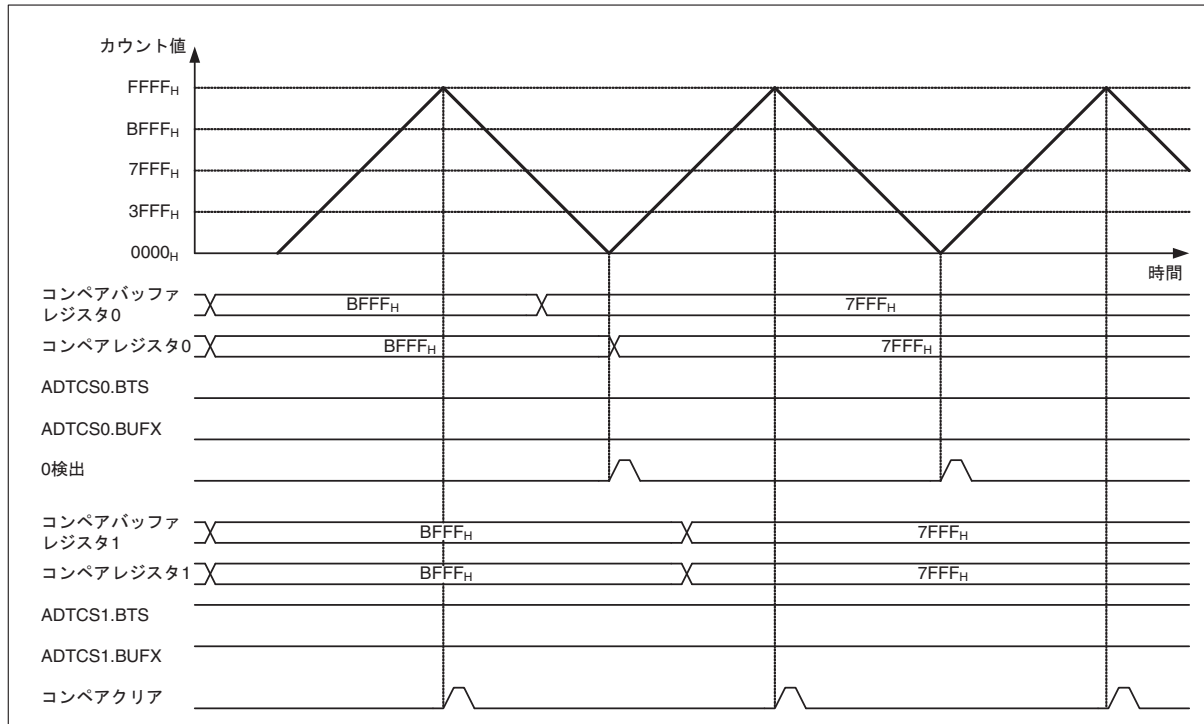 カウント値
FFFFH
BFFFH
7FFFH
3FFFH
0000H
時間
コンペアバッファ
レジスタ0
BFFFH
7FFFH
コンペアレジスタ0
BFFFH
7FFFH
ADTCS0.BTS
ADTCS0.BUFX
0検出
コンペアバッファ
レジスタ1
BFFFH
7FFFH
コンペアレジスタ1
BFFFH
7FFFH
ADTCS1.BTS
ADTCS1.BUFX
コンペアクリア